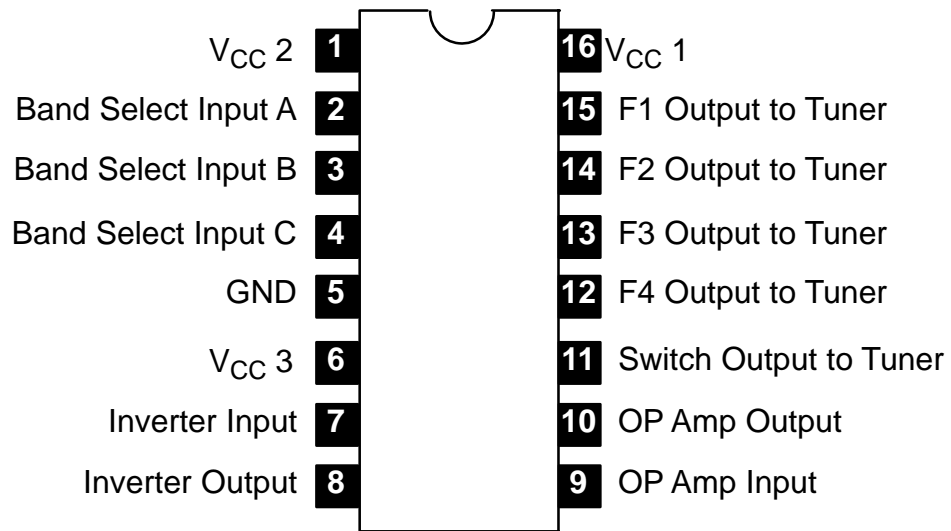 V_CC 2 1 16 V_CC 1
Band Select Input A 2 15 F1 Output to Tuner
Band Select Input B 3 14 F2 Output to Tuner
Band Select Input C 4 13 F3 Output to Tuner
GND 5 12 F4 Output to Tuner
V_CC 3 6 11 Switch Output to Tuner
Inverter Input 7 10 OP Amp Output
Inverter Output 8 9 OP Amp Input